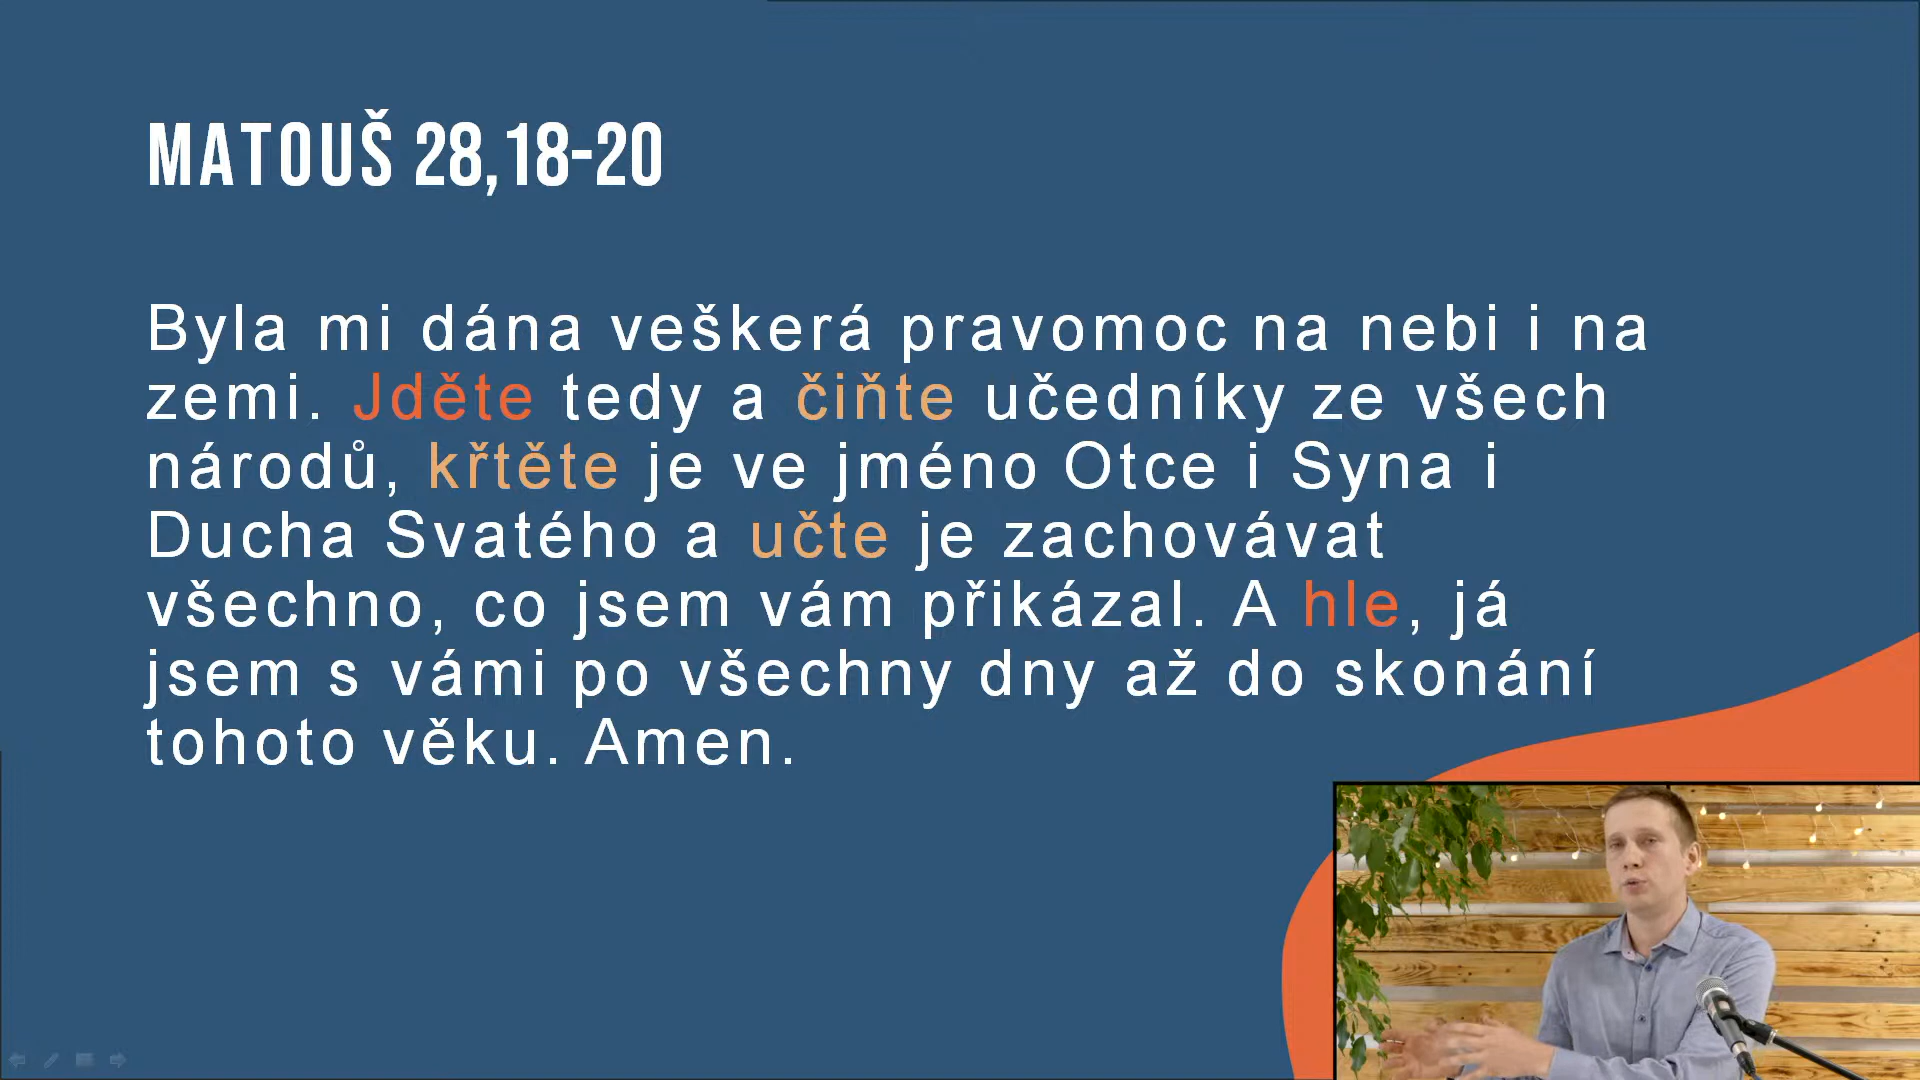 MATOUŠ 28,18-20
Byla mi dána veškerá pravomoc na nebi i na
zemi. Jděte tedy a čiňte učedníky ze všech
národů, křtěte je ve jméno Otce i Syna i
Ducha Svatého a učte je zachovávat
všechno, co jsem vám přikázal. A hle, já
jsem s vámi po všechny dny až do skonání
tohoto věku. Amen.